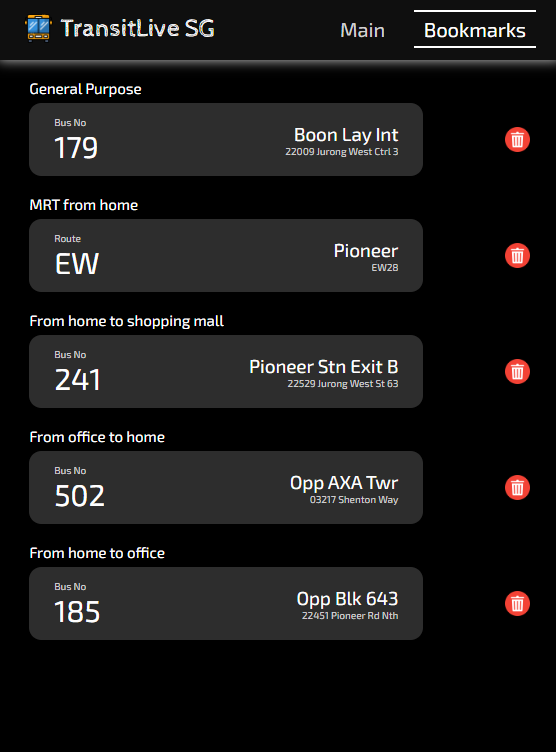 TransitLive SG
Main
Bookmarks
General Purpose
Bus No
179
Boon Lay Int
22009 Jurong West Ctrl 3
MRT from home
Route
EW
Pioneer
EW28
From home to shopping mall
Bus No
241
Pioneer Stn Exit B
22529 Jurong West St 63
From office to home
Bus No
502
Opp AXA Twr
03217 Shenton Way
From home to office
Bus No
185
Opp Blk 643
22451 Pioneer Rd Nth